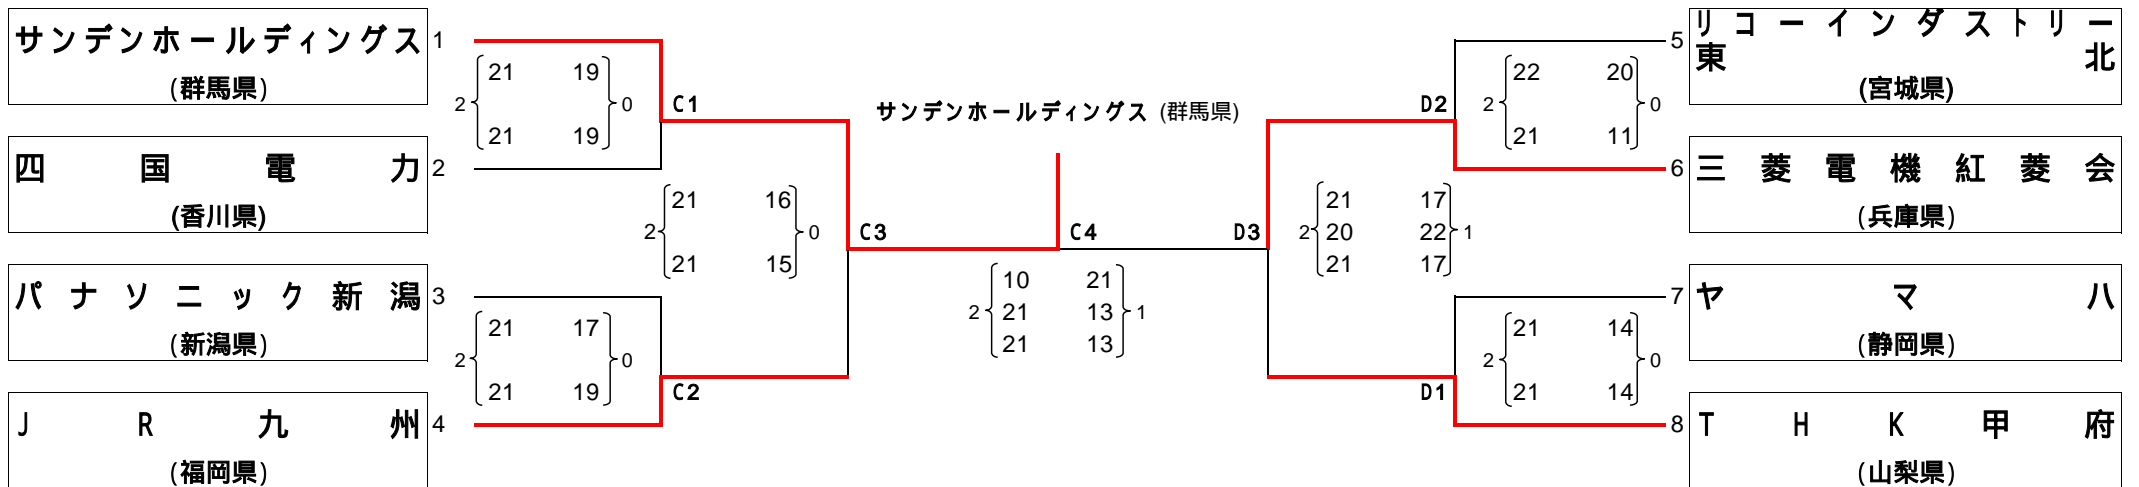 サンデンホールディングス 1
(群馬県)
四国電力 2
(香川県)
パナソニック新潟 3
(新潟県)
JR九州 4
(福岡県)
2 21 19 0
21 19
C1
2 21 16 0
21 15
2 21 17 0
21 19
C2
C3
サンデンホールディングス (群馬県)
C4
10 21
2 21 13 1
21 13
D3
D2
2 22 20 0
21 11
21 17
2 20 22 1
21 17
2 21 14 0
21 14
D1
5 リコーインダストリー
東北
(宮城県)
6 三菱電機紅菱会
(兵庫県)
7 ヤマハ
(静岡県)
8 THK甲府
(山梨県)